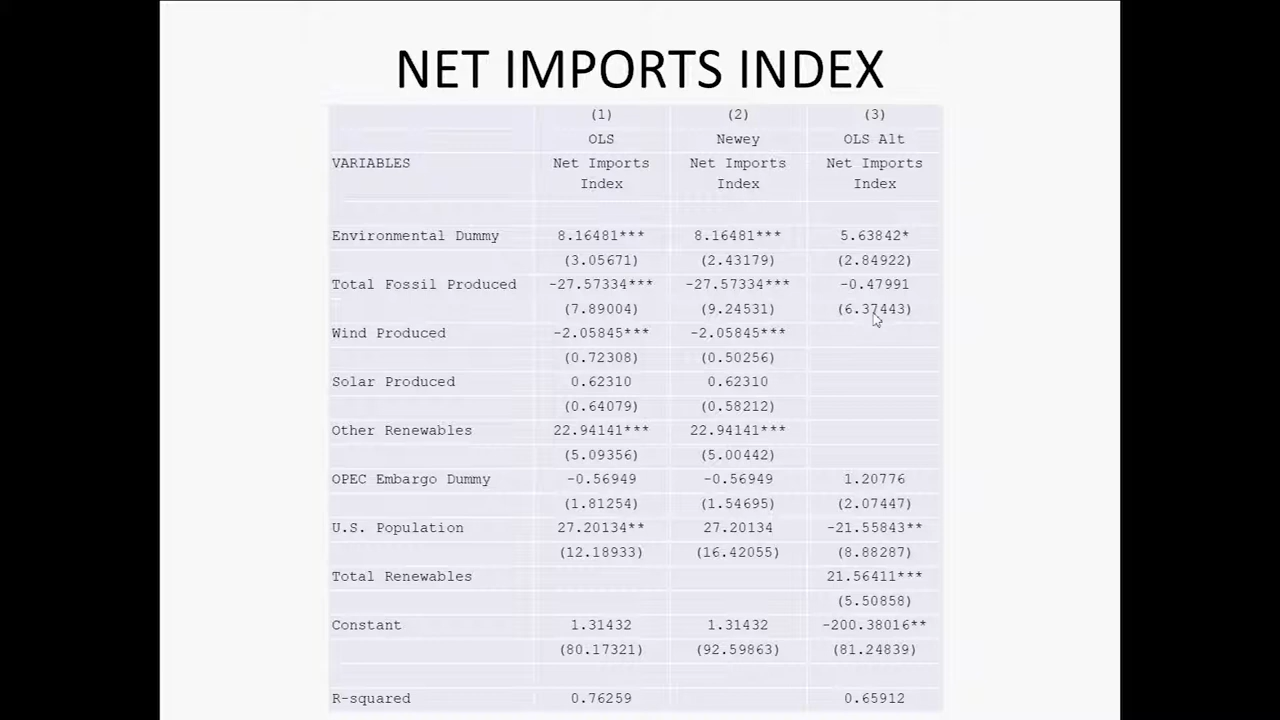 NET IMPORTS INDEX
(1) (2) (3)
OLS Newey OLS Alt
VARIABLES Net Imports Net Imports Net Imports
Index Index Index
Environmental Dummy 8.16481*** 8.16481*** 5.63842*
(3.05671) (2.43179) (2.84922)
Total Fossil Produced -27.57334*** -27.57334*** -0.47991
(7.89004) (9.24531) (6.37443)
Wind Produced -2.05845*** -2.05845***
(0.72308) (0.50256)
Solar Produced 0.62310 0.62310
(0.64079) (0.58212)
Other Renewables 22.94141*** 22.94141***
(5.09356) (5.00442)
OPEC Embargo Dummy -0.56949 -0.56949 1.20776
(1.81254) (1.54695) (2.07447)
U.S. Population 27.20134** 27.20134 -21.55843**
(12.18933) (16.42055) (8.88287)
Total Renewables 21.56411***
(5.50858)
Constant 1.31432 1.31432 -200.38016**
(80.17321) (92.59863) (81.24839)
R-squared 0.76259 0.65912